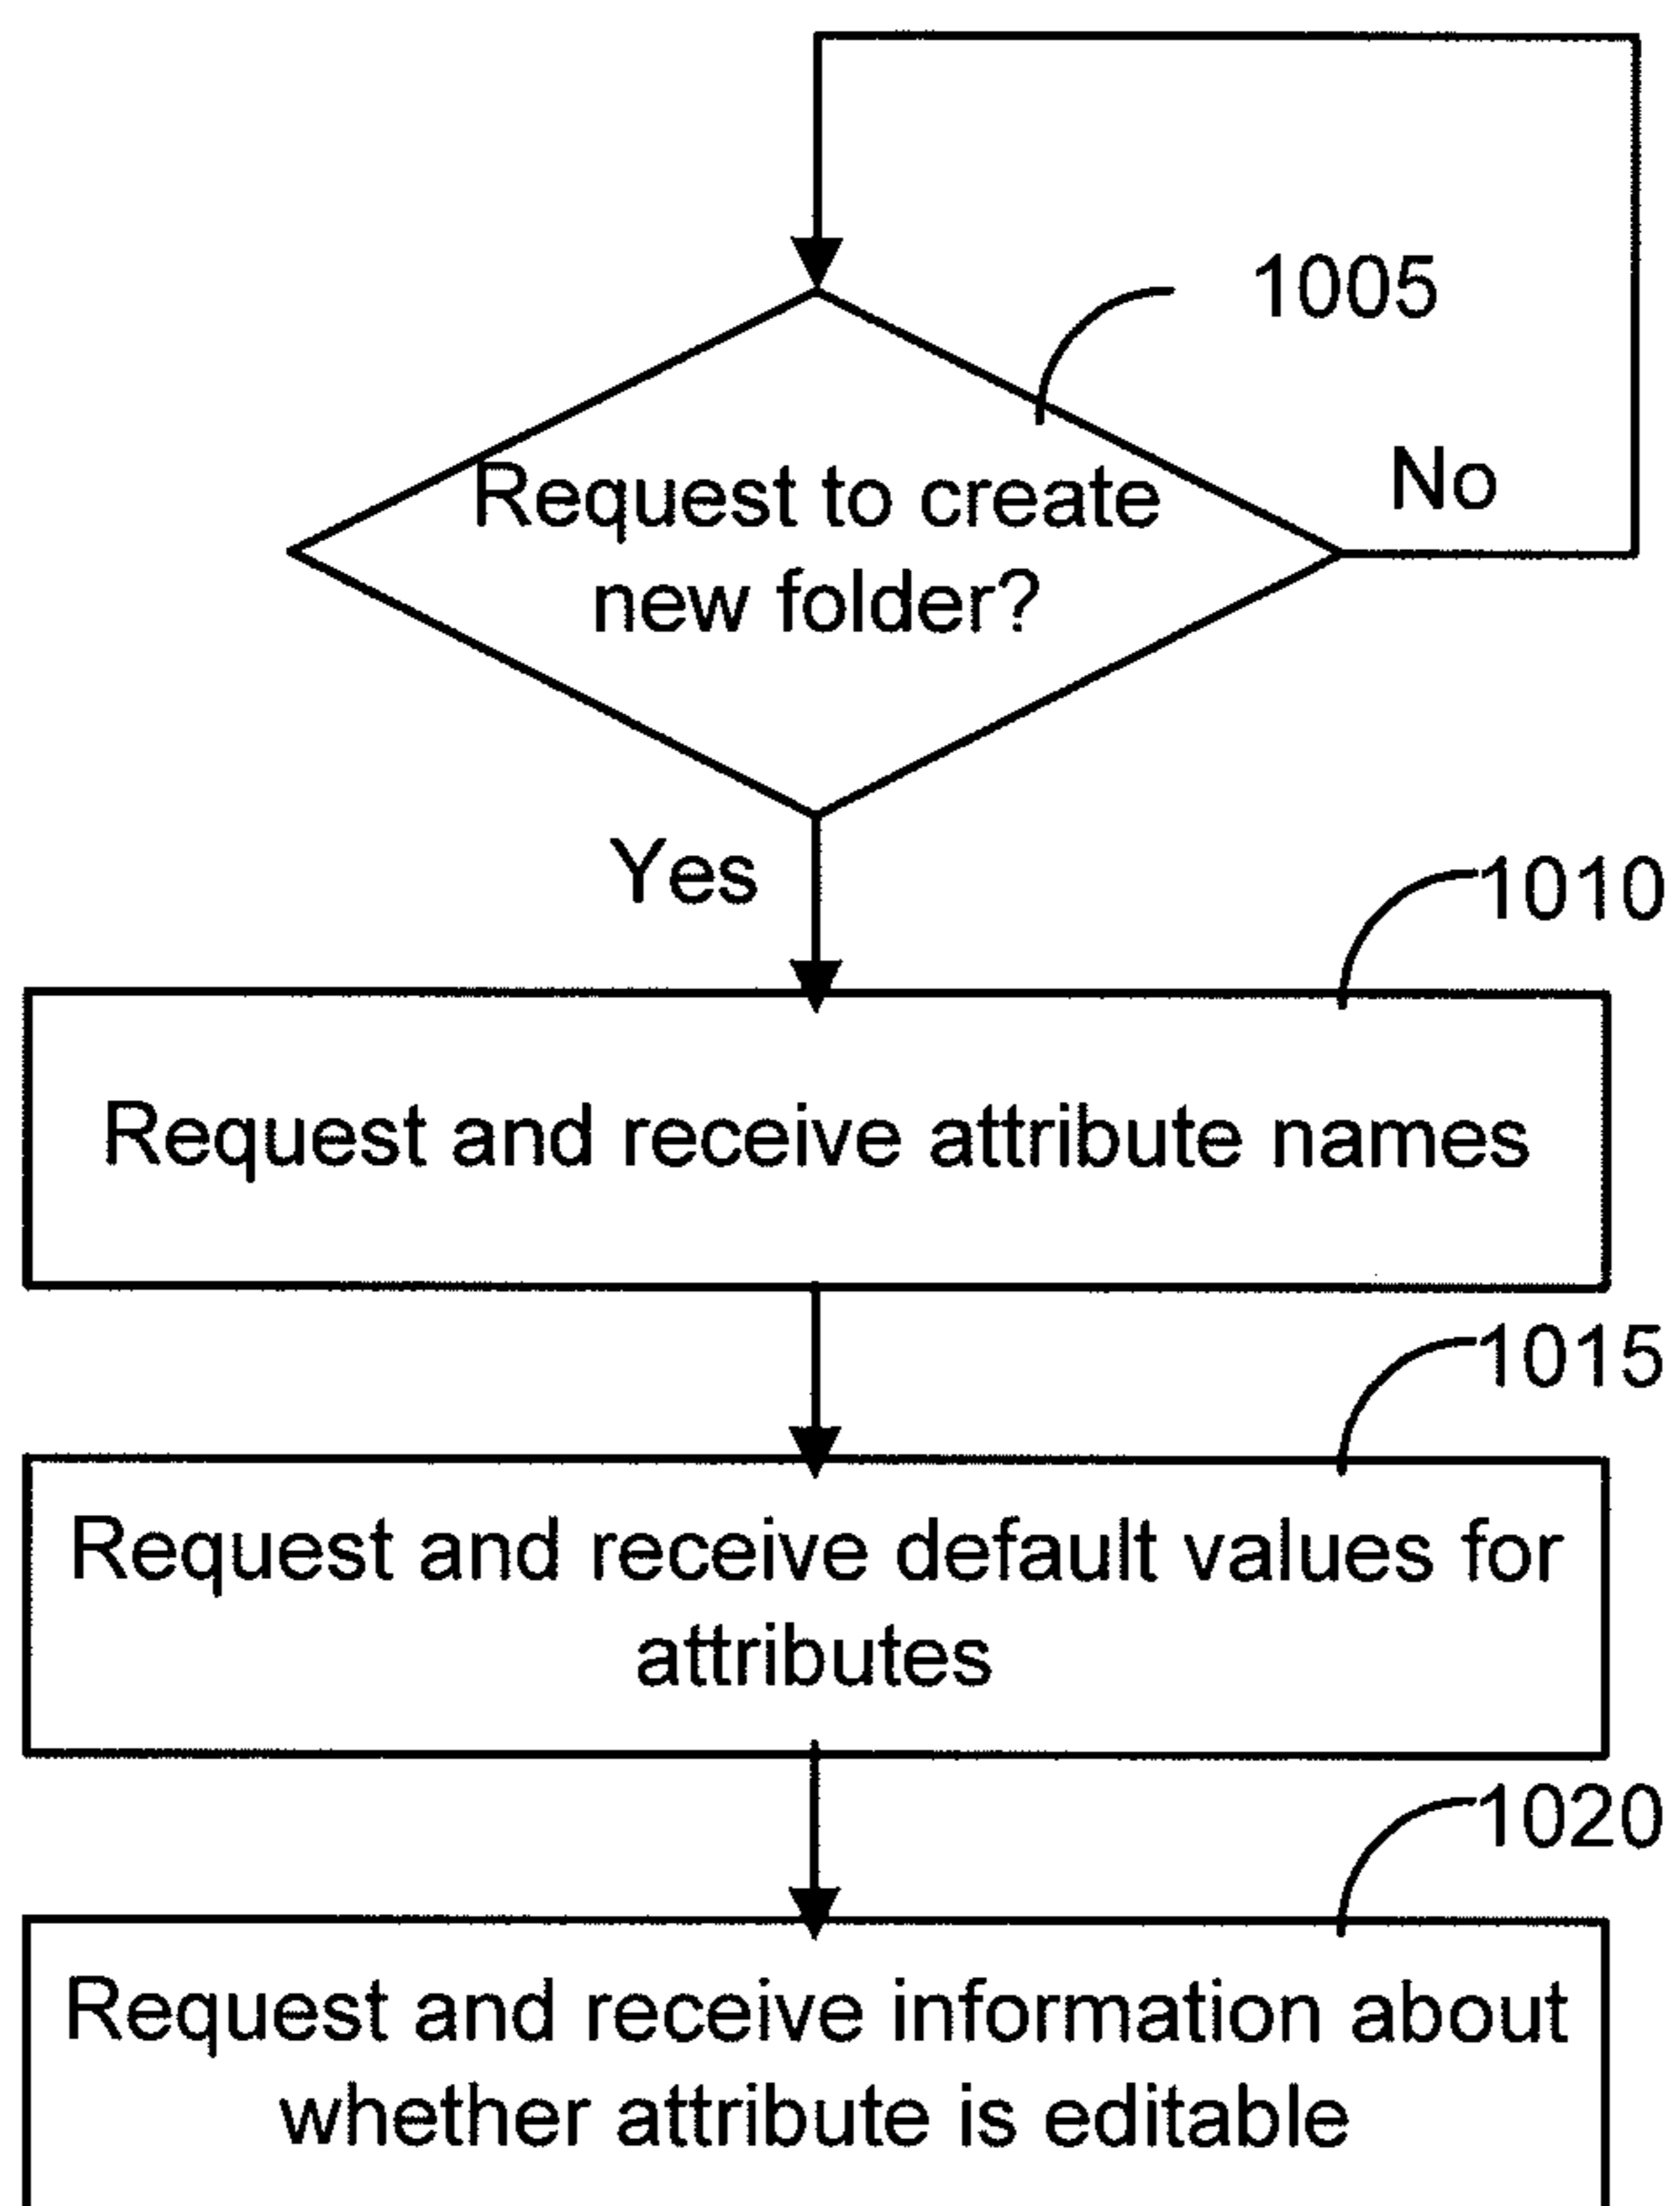 1005
Request to create
new folder?
No
Yes
1010
Request and receive attribute names
1015
Request and receive default values for
attributes
1020
Request and receive information about
whether attribute is editable